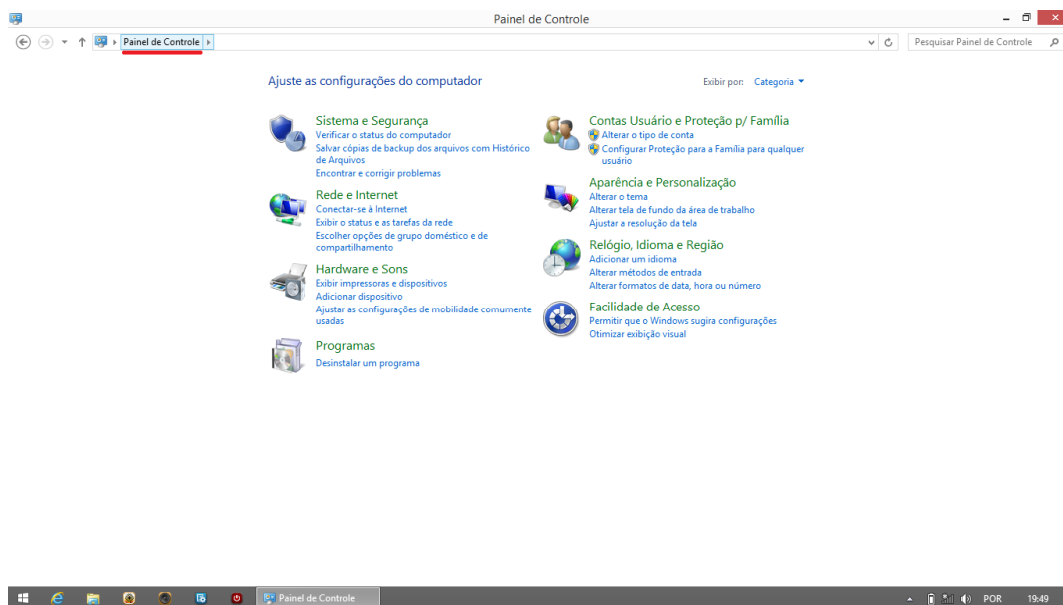 Painel de Controle
Painel de Controle
Pesquisar Painel de Controle
Ajuste as configurações do computador
Exibir por: Categoria
Sistema e Segurança
Verificar o status do computador
Salvar cópias de backup dos arquivos com Histórico
de Arquivos
Encontrar e corrigir problemas
Rede e Internet
Conectar-se à Internet
Exibir o status e as tarefas da rede
Escolher opções de grupo doméstico e de
compartilhamento
Hardware e Sons
Exibir impressoras e dispositivos
Adicionar dispositivo
Ajustar as configurações de mobilidade comumente
usadas
Programas
Desinstalar um programa
Contas Usuário e Proteção p/ Família
Alterar o tipo de conta
Configurar Proteção para a Família para qualquer
usuário
Aparência e Personalização
Alterar o tema
Alterar tela de fundo da área de trabalho
Ajustar a resolução da tela
Relógio, Idioma e Região
Adicionar um idioma
Alterar métodos de entrada
Alterar formatos de data, hora ou número
Facilidade de Acesso
Permitir que o Windows sugira configurações
Otimizar exibição visual
Painel de Controle
POR
19:49